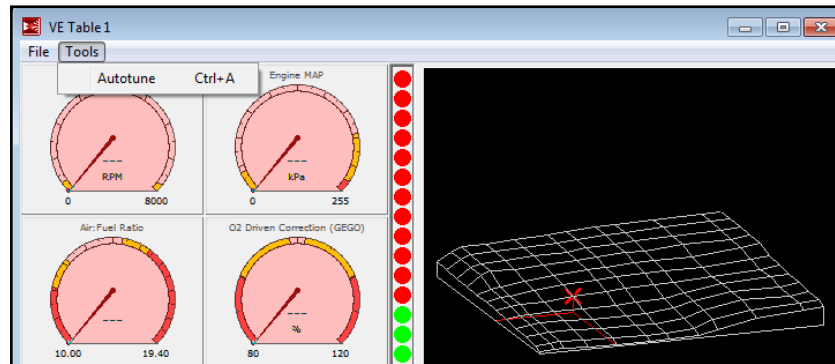 VE Table 1
File Tools
Autotune Ctrl+A
Engine MAP
---
RPM
0 8000
---
kPa
0 255
Air:Fuel Ratio
---
10.00 19.40
O2 Driven Correction (GEGO)
---
%
80 120